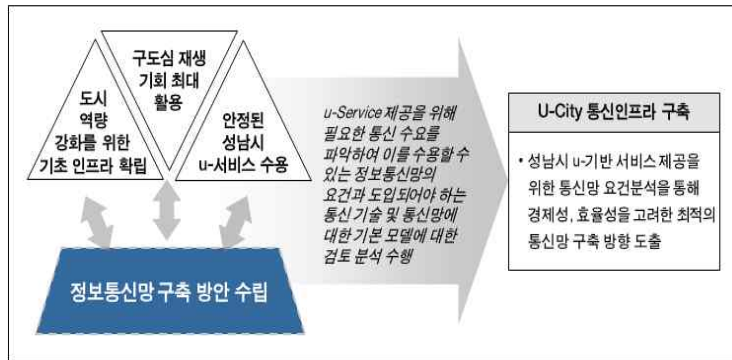 구도심 재생
기회 최대
활용
도시
역량
강화를 위한
기초 인프라 확립
안정된
성남시
u-서비스 수용
정보통신망 구축 방안 수립
u-Service 제공을 위해
필요한 통신 수요를
파악하여 이를 수용할 수
있는 정보통신망의
요건과 도입되어야 하는
통신 기술 및 통신망에
대한 기본 모델에 대한
검토 분석 수행
U-City 통신인프라 구축
• 성남시 u-기반 서비스 제공을
위한 통신망 요건분석을 통해
경제성, 효율성을 고려한 최적의
통신망 구축 방향 도출